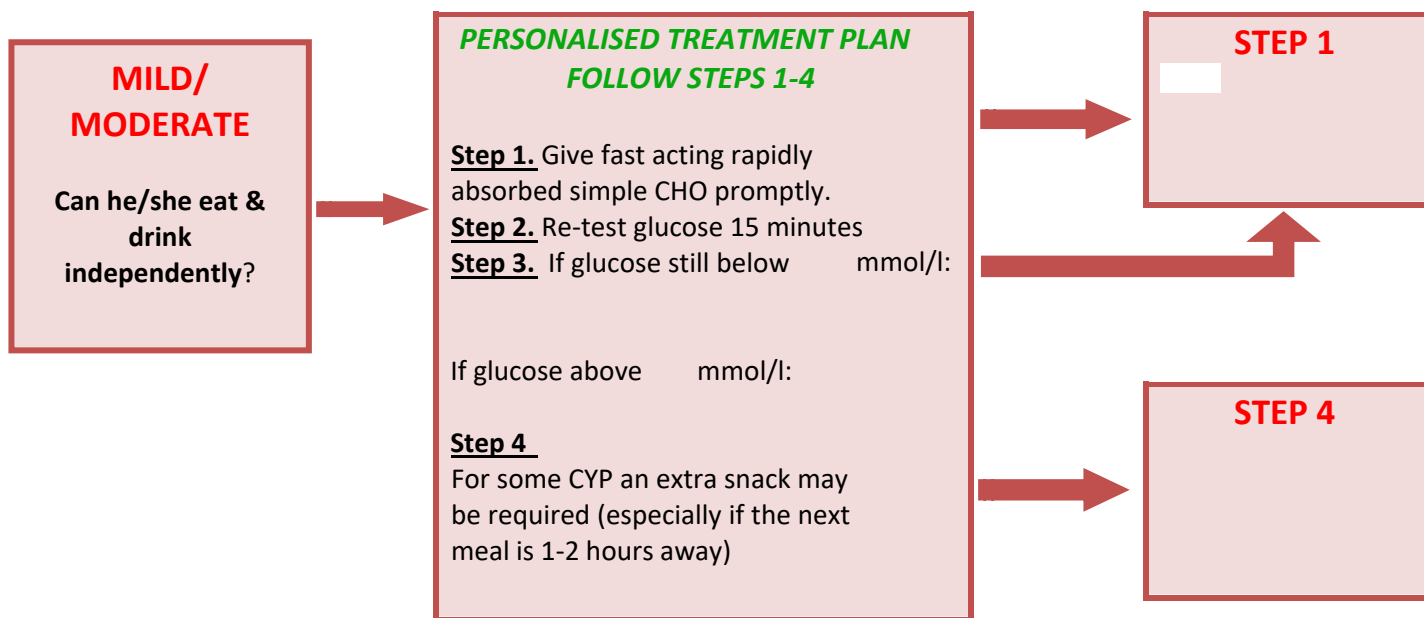 MILD/
MODERATE
Can he/she eat &
drink
independently?
PERSONALISED TREATMENT PLAN
FOLLOW STEPS 1-4
Step 1. Give fast acting rapidly
absorbed simple CHO promptly.
Step 2. Re-test glucose 15 minutes
Step 3. If glucose still below mmol/l:
If glucose above mmol/l:
Step 4
For some CYP an extra snack may
be required (especially if the next
meal is 1-2 hours away)
STEP 1
STEP 4